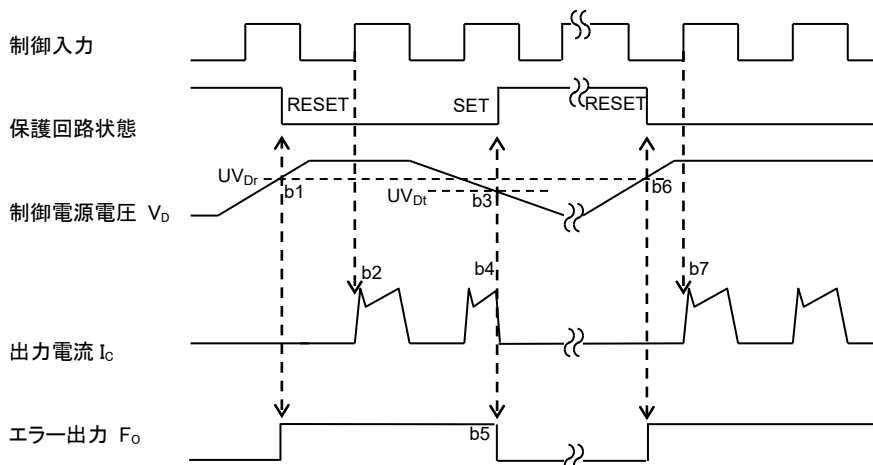 制御入力
RESET
SET
RESET
保護回路状態
UVDr
b1
UVDt
b3
b6
制御電源電圧 VD
b2
b4
b7
出力電流 IC
エラー出力 FO
b5